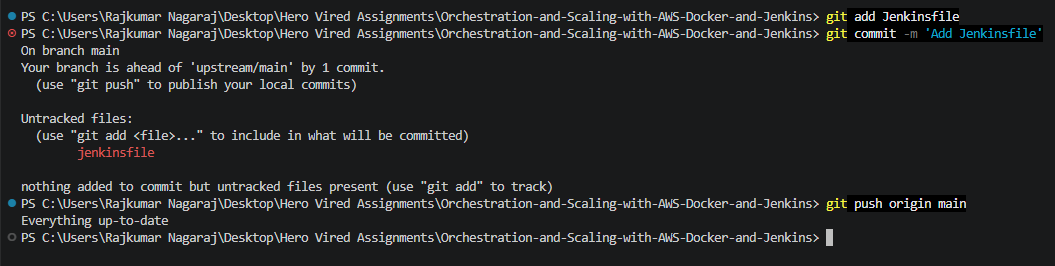 PS C:\Users\Rajkumar Nagaraj\Desktop\Hero Vired Assignments\Orchestration-and-Scaling-with-AWS-Docker-and-Jenkins> git add Jenkinsfile
PS C:\Users\Rajkumar Nagaraj\Desktop\Hero Vired Assignments\Orchestration-and-Scaling-with-AWS-Docker-and-Jenkins> git commit -m 'Add Jenkinsfile'
On branch main
Your branch is ahead of 'upstream/main' by 1 commit.
  (use "git push" to publish your local commits)

Untracked files:
  (use "git add <file>..." to include in what will be committed)
        jenkinsfile

nothing added to commit but untracked files present (use "git add" to track)
PS C:\Users\Rajkumar Nagaraj\Desktop\Hero Vired Assignments\Orchestration-and-Scaling-with-AWS-Docker-and-Jenkins> git push origin main
Everything up-to-date
PS C:\Users\Rajkumar Nagaraj\Desktop\Hero Vired Assignments\Orchestration-and-Scaling-with-AWS-Docker-and-Jenkins>